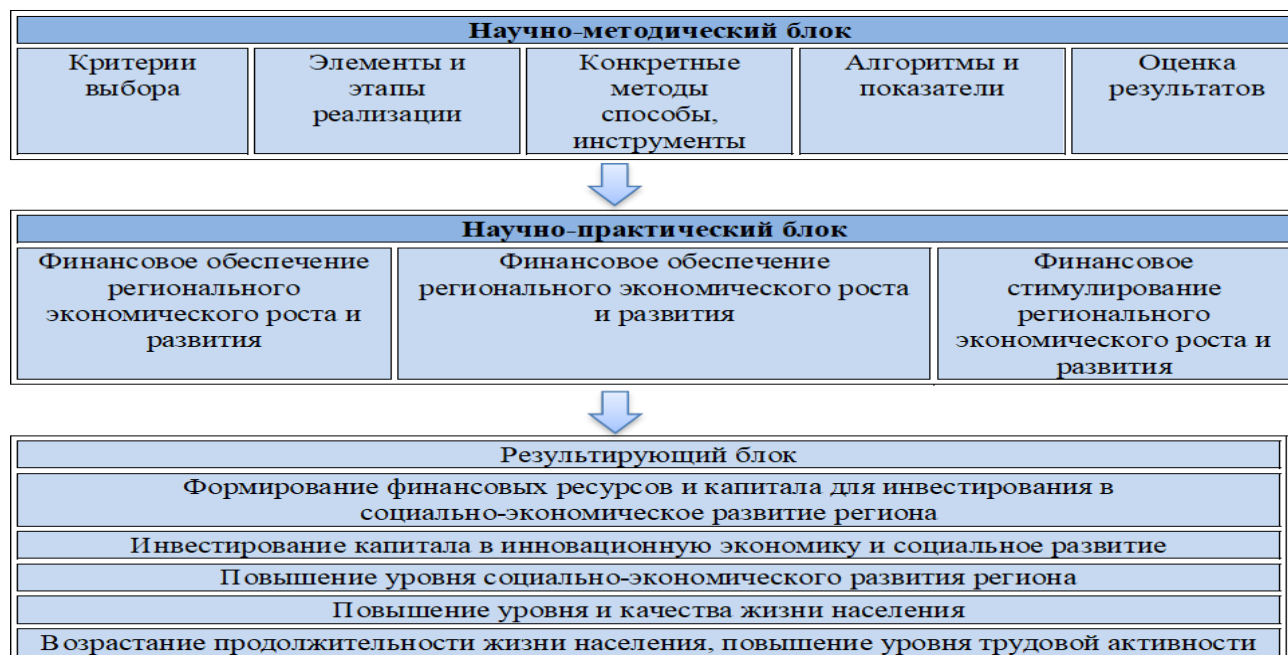 Научно-методический блок
Критерии
выбора
Элементы и
этапы
реализации
Конкретные
методы
способы,
инструменты
Алгоритмы и
показатели
Оценка
результатов
Научно-практический блок
Финансовое обеспечение
регионального
экономического роста и
развития
Финансовое обеспечение
регионального экономического роста
и развития
Финансовое
стимулирование
регионального
экономического роста и
развития
Результирующий блок
Формирование финансовых ресурсов и капитала для инвестирования в
социально-экономическое развитие региона
Инвестирование капитала в инновационную экономику и социальное развитие
Повышение уровня социально-экономического развития региона
Повышение уровня и качества жизни населения
Возрастание продолжительности жизни населения, повышение уровня трудовой активности